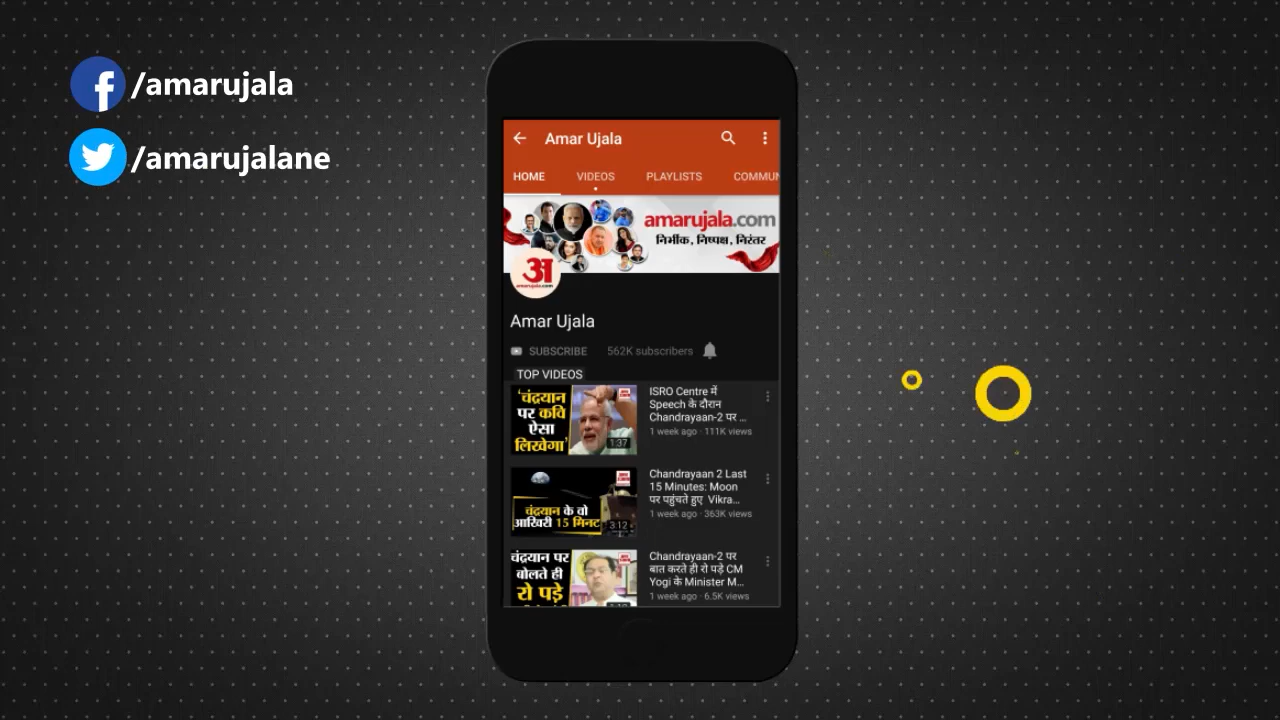 /amarujala
/amarujalane
Amar Ujala
HOME VIDEOS PLAYLISTS COMMUN
amarujala.com
निर्भीक, निष्पक्ष, निरंतर
अ
amarujala.com
Amar Ujala
SUBSCRIBE 562K subscribers
TOP VIDEOS
'चंद्रयान
पर कवि
ऐसा
लिखेगा'
1:37
ISRO Centre में
Speech के दौरान
Chandrayaan-2 पर ...
1 week ago · 111K views
चंद्रयान के वो
आखिरी 15 मिनट
3:12
Chandrayaan 2 Last
15 Minutes: Moon
पर पहुंचते हुए Vikra...
1 week ago · 363K views
चंद्रयान पर
बोलते ही
रो पड़े
Chandrayaan-2 पर
बात करते ही रो पड़े CM
Yogi के Minister M...
1 week ago · 6.5K views